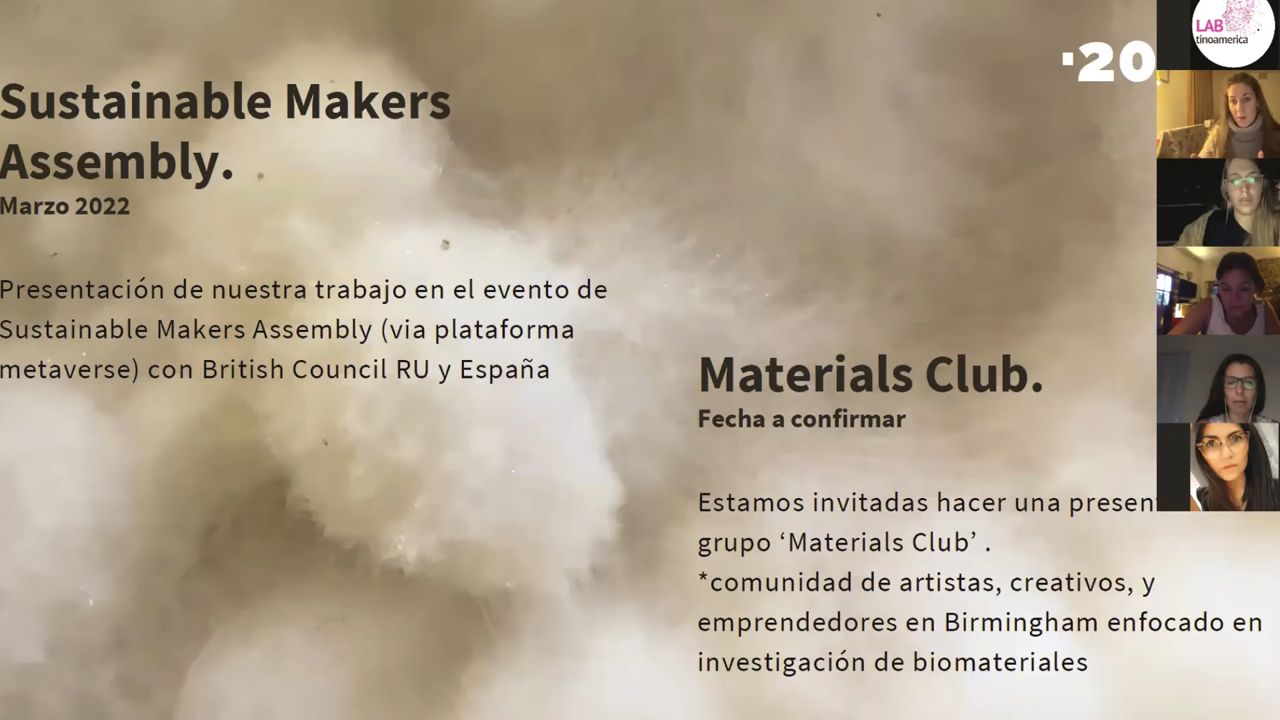 Sustainable Makers
Assembly.
Marzo 2022
Presentación de nuestra trabajo en el evento de
Sustainable Makers Assembly (via plataforma
metaverse) con British Council RU y España
·20
LAB
tinoamerica
Materials Club.
Fecha a confirmar
Estamos invitadas hacer una presen
grupo ‘Materials Club’ .
*comunidad de artistas, creativos, y
emprendedores en Birmingham enfocado en
investigación de biomateriales